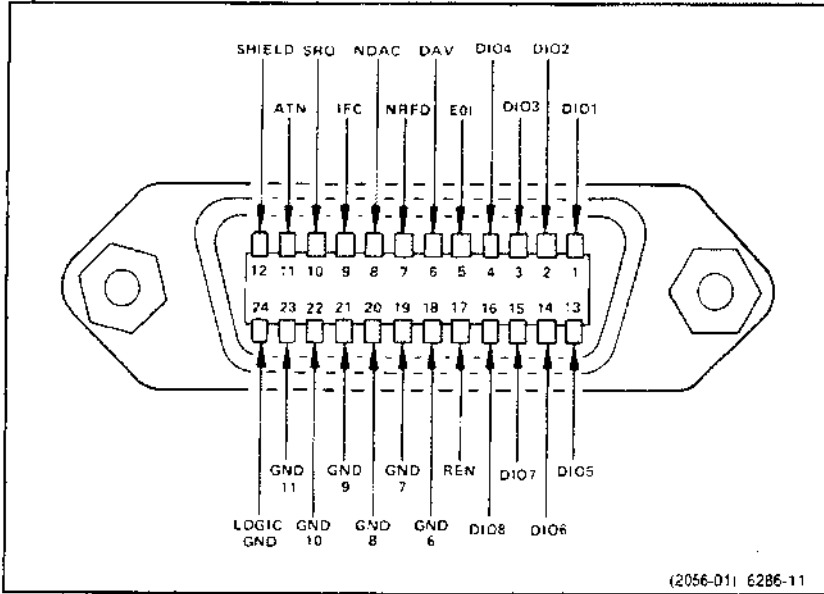 SHIELD SRQ NDAC DAV DIO4 DIO2
ATN IFC NRFD EOI DIO3 DIO1
12 11 10 9 8 7 6 5 4 3 2 1
24 23 22 21 20 19 18 17 16 15 14 13
GND 11 GND 9 GND 7 REN DIO7 DIO5
LOGIC GND GND 10 GND 8 GND 6 DIO8 DIO6
(2056-01) 6286-11